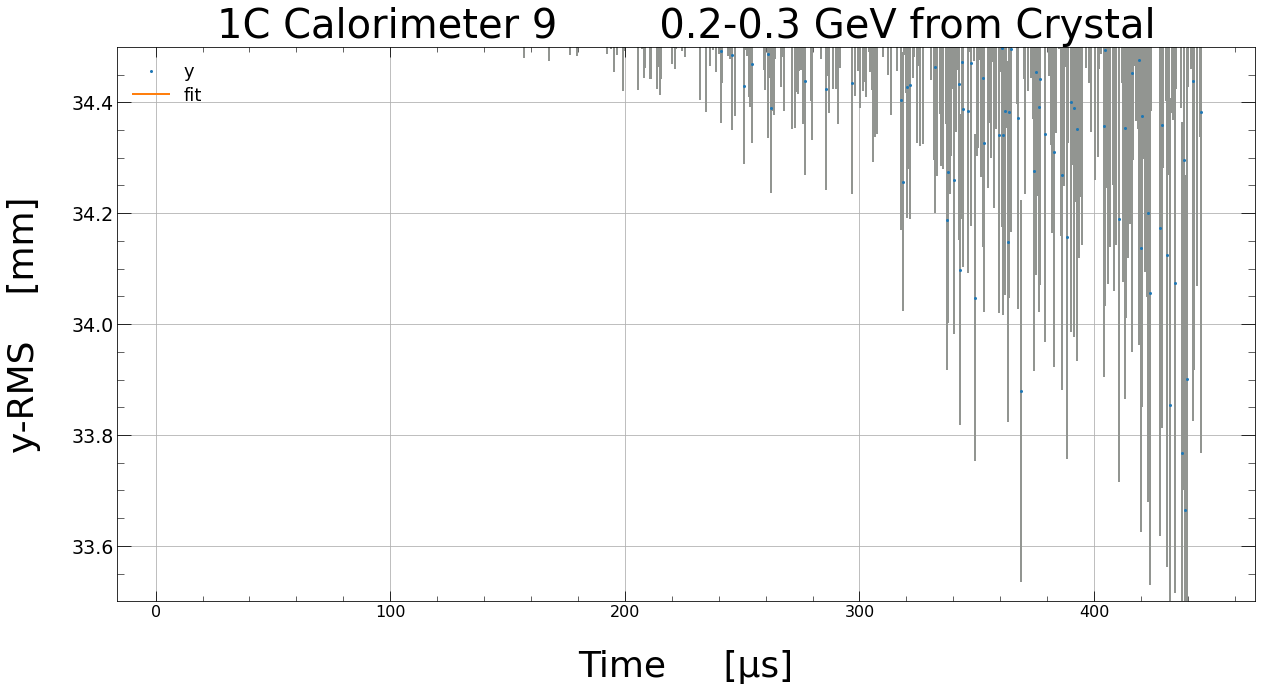 1C Calorimeter 9 0.2-0.3 GeV from Crystal
y
fit
34.4
34.2
34.0
33.8
33.6
y-RMS [mm]
0 100 200 300 400
Time [μs]